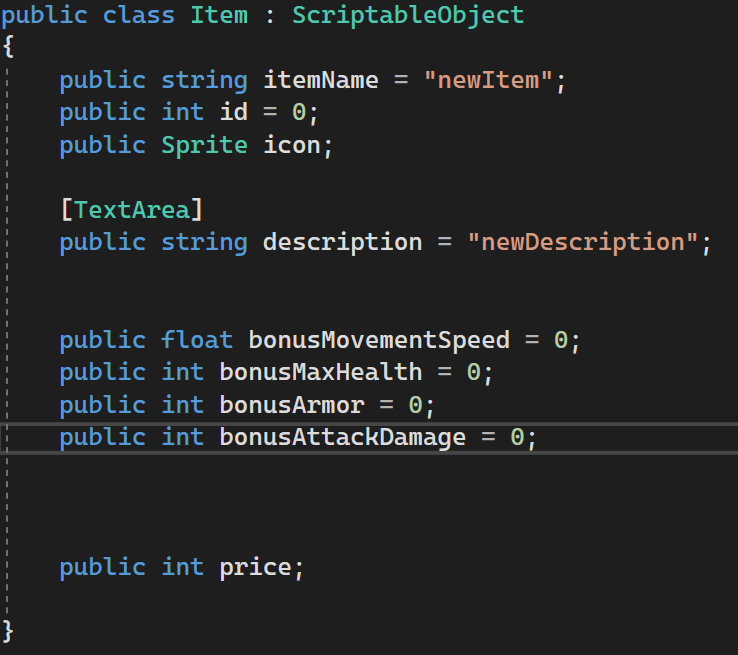 public class Item : ScriptableObject
{
public string itemName = "newItem";
public int id = 0;
public Sprite icon;
[TextArea]
public string description = "newDescription";
public float bonusMovementSpeed = 0;
public int bonusMaxHealth = 0;
public int bonusArmor = 0;
public int bonusAttackDamage = 0;
public int price;
}